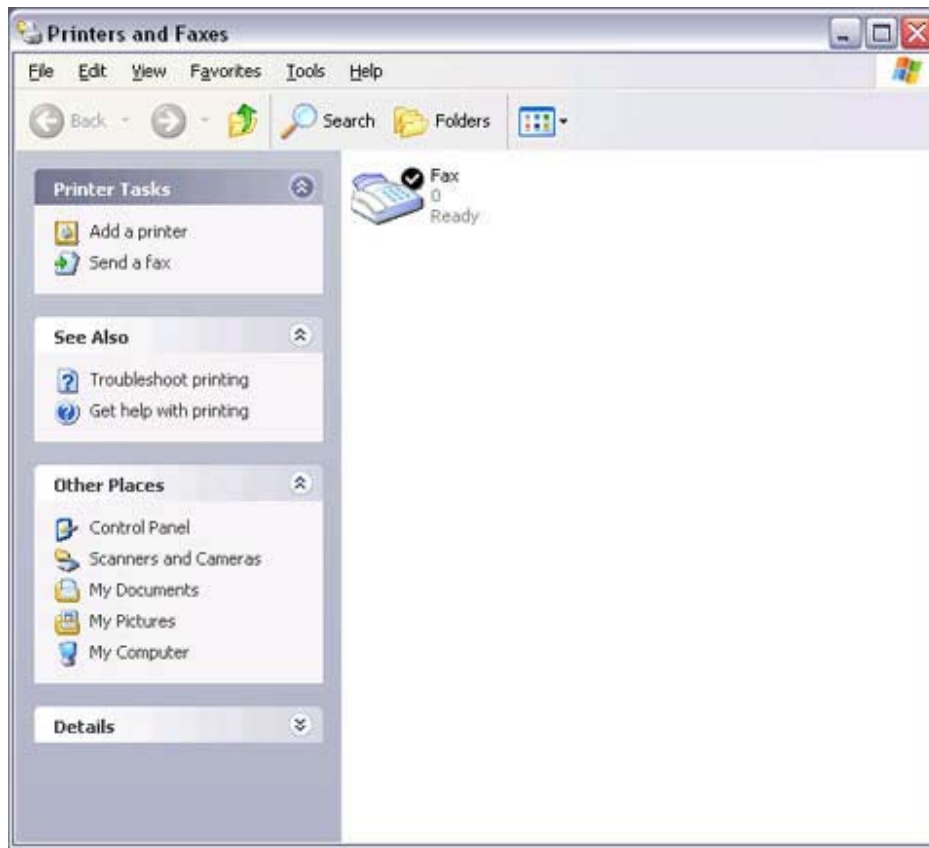 Printers and Faxes
File Edit View Favorites Tools Help
Back Search Folders
Printer Tasks
Add a printer
Send a fax
See Also
Troubleshoot printing
Get help with printing
Other Places
Control Panel
Scanners and Cameras
My Documents
My Pictures
My Computer
Details
Fax
0
Ready